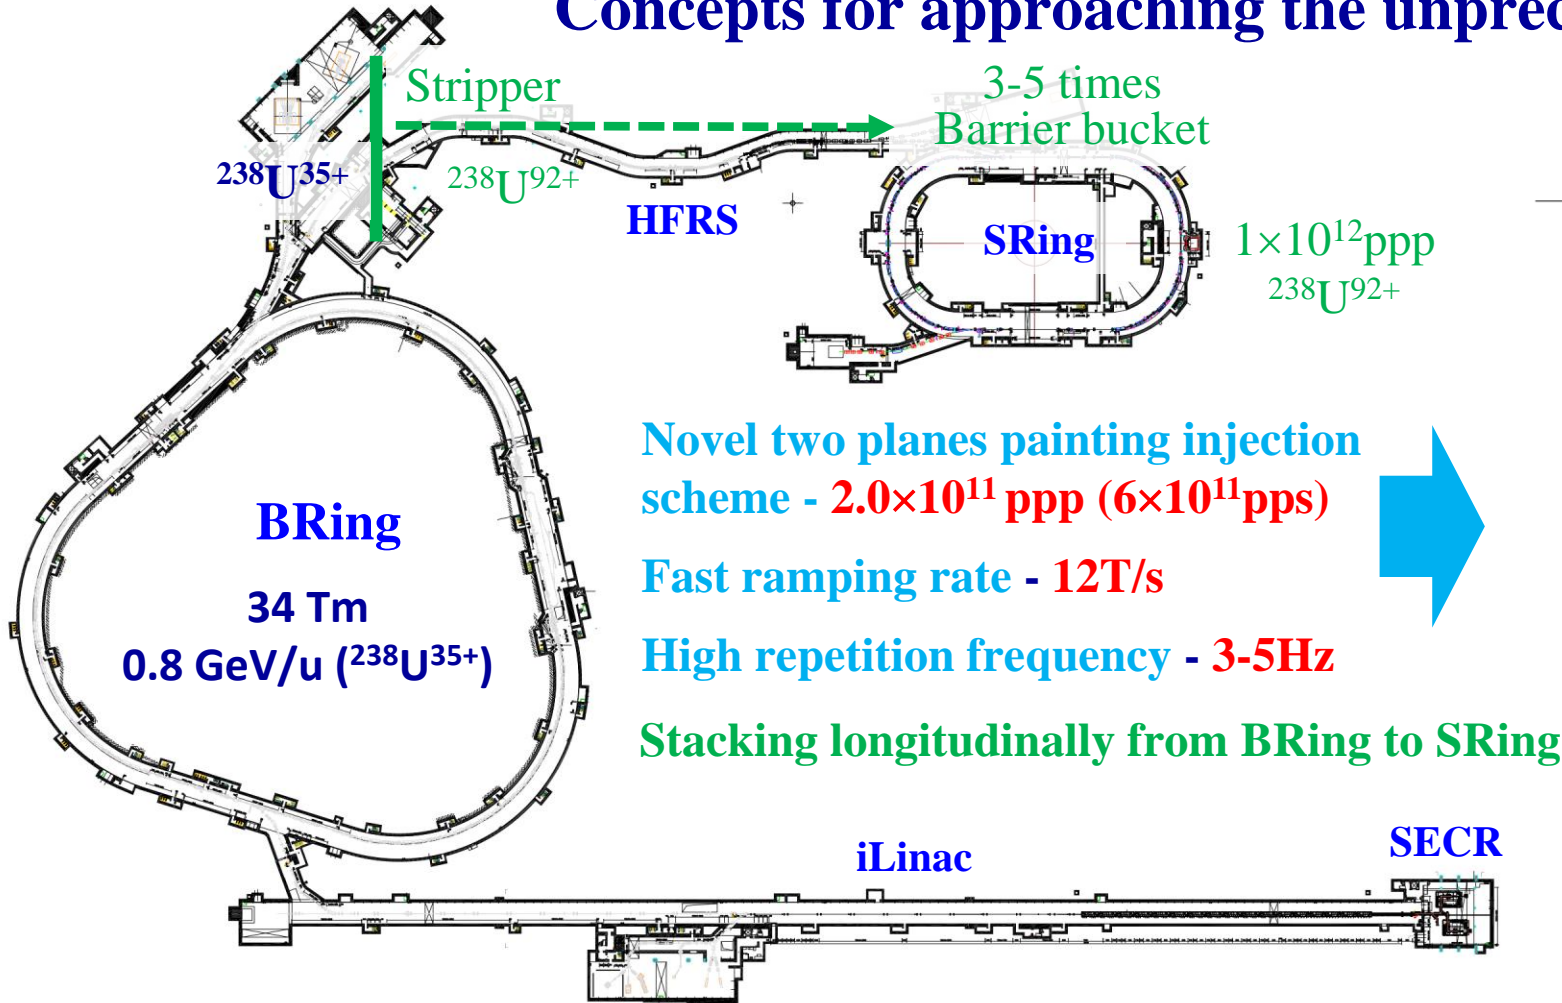 Concepts for approaching the
Stripper
3-5 times
Barrier bucket
²³⁸U³⁵⁺
²³⁸U⁹²⁺
HFRS
SRing
1×10¹²ppp
²³⁸U⁹²⁺
Novel two planes painting injection
scheme - 2.0×10¹¹ ppp (6×10¹¹pps)
BRing
Fast ramping rate - 12T/s
34 Tm
0.8 GeV/u (²³⁸U³⁵⁺)
High repetition frequency - 3-5Hz
Stacking longitudinally from BRing to SRing
iLinac
SECR